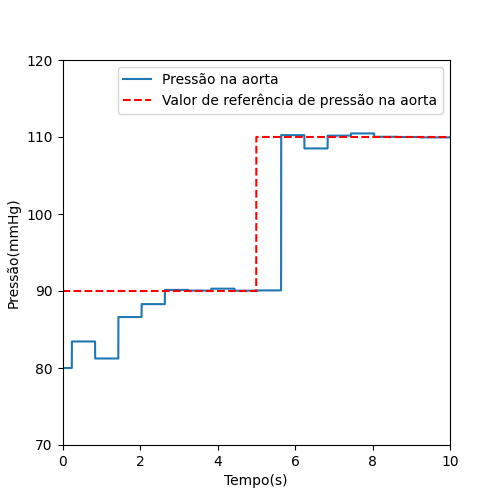 120
110
100
90
80
70
Pressão(mmHg)
Pressão na aorta
Valor de referência de pressão na aorta
0 2 4 6 8 10
Tempo(s)